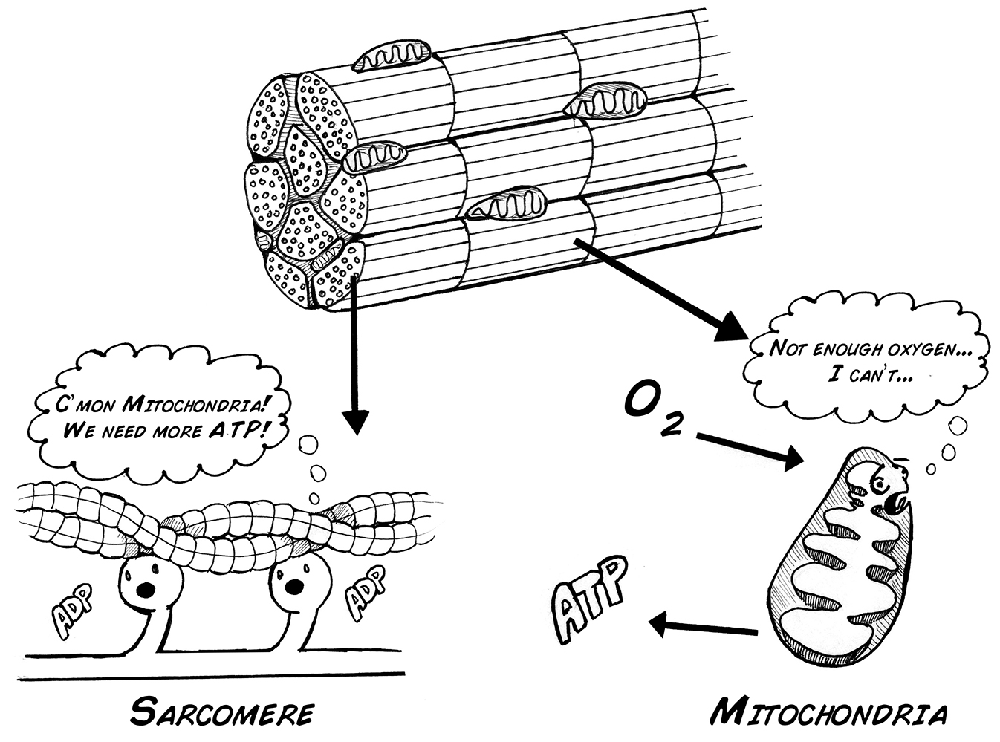 Not enough oxygen...
I can't...
C'mon Mitochondria!
We need more ATP!
O2
ADP
ADP
ATP
Sarcomere
Mitochondria